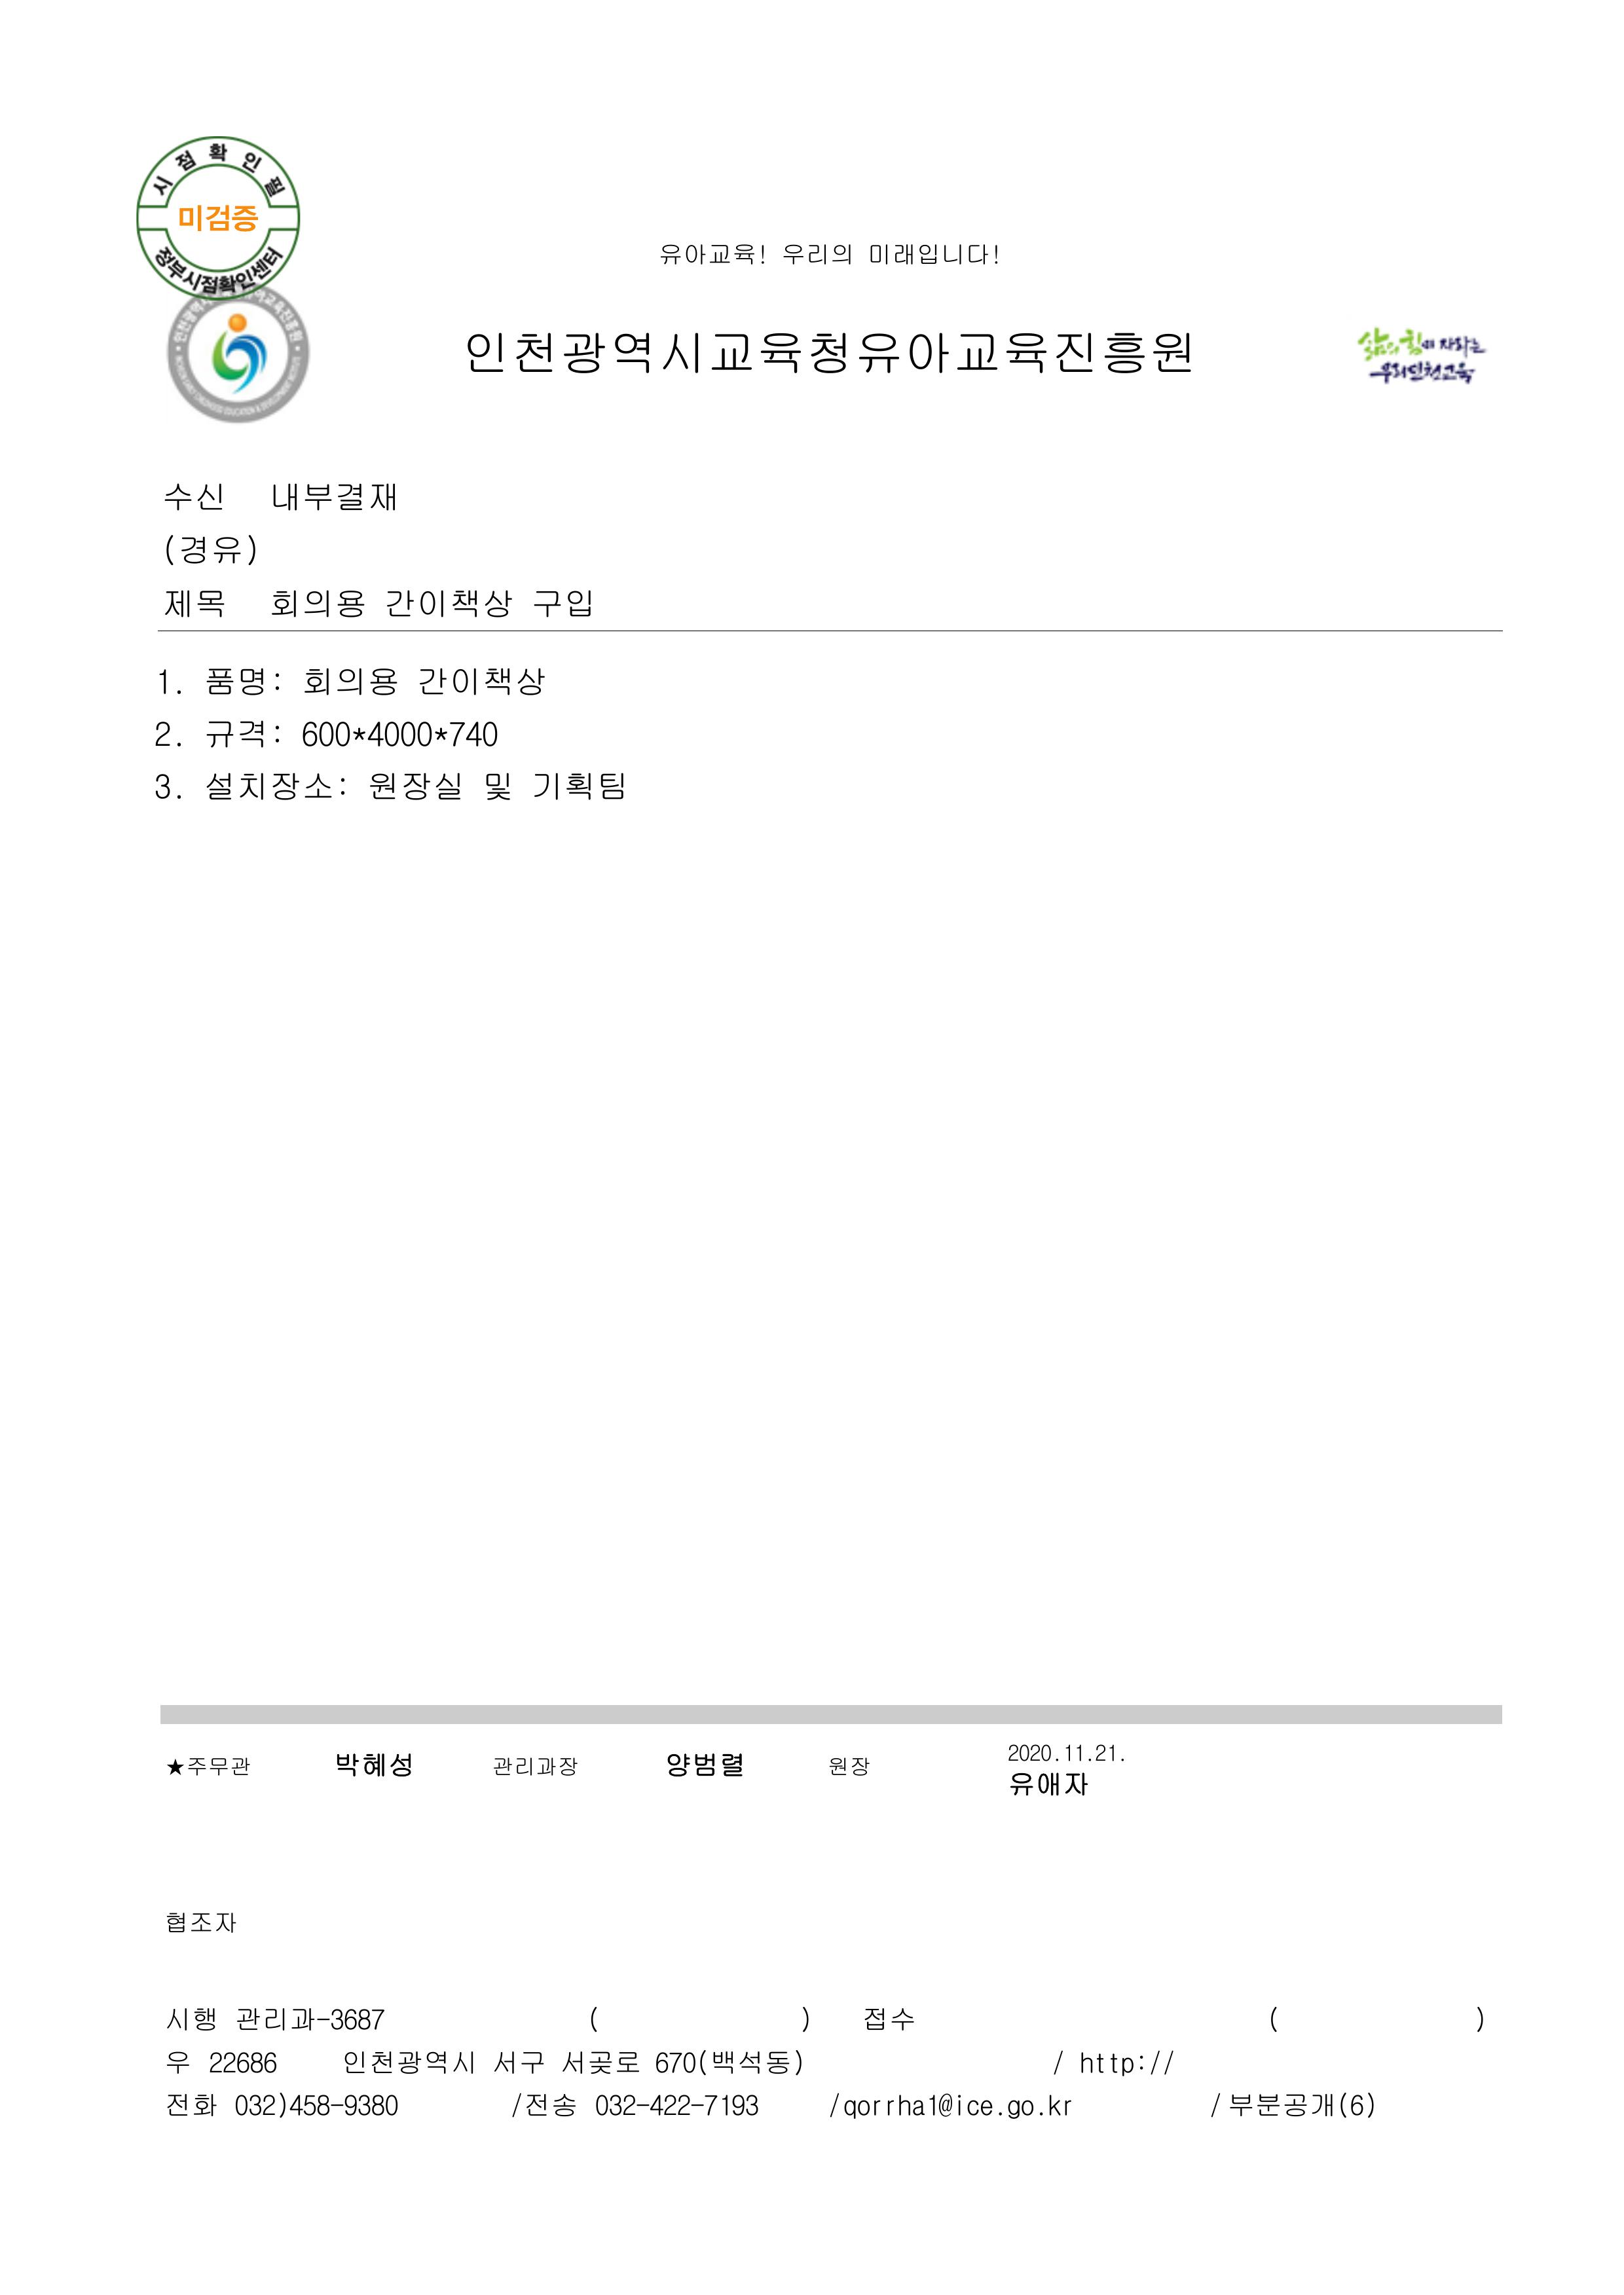 시점확인필
미검증
정부시점확인센터
유아교육! 우리의 미래입니다!
인천광역시교육청유아교육진흥원
삶의 힘이 자라는
우리인천교육
수신 내부결재
(경유)
제목 회의용 간이책상 구입
1. 품명: 회의용 간이책상
2. 규격: 600*4000*740
3. 설치장소: 원장실 및 기획팀
★주무관 박혜성 관리과장 양범렬 원장 2020.11.21.
유애자
협조자
시행 관리과-3687 ( ) 접수 ( )
우 22686 인천광역시 서구 서곶로 670(백석동) / http://
전화 032)458-9380 /전송 032-422-7193 /qorrha1@ice.go.kr /부분공개(6)